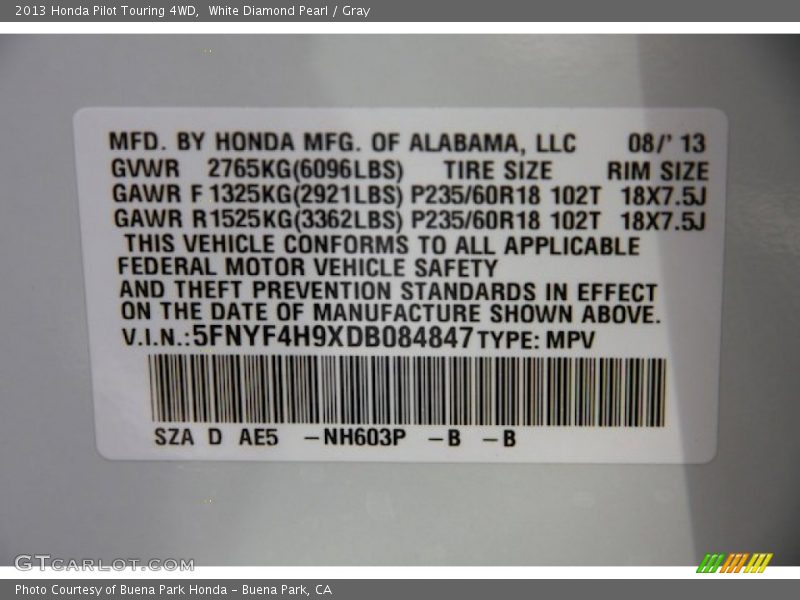 2013 Honda Pilot Touring 4WD,  White Diamond Pearl / Gray
MFD. BY HONDA MFG. OF ALABAMA, LLC 08/' 13
GVWR 2765KG(6096LBS) TIRE SIZE RIM SIZE
GAWR F 1325KG(2921LBS) P235/60R18 102T 18X7.5J
GAWR R 1525KG(3362LBS) P235/60R18 102T 18X7.5J
THIS VEHICLE CONFORMS TO ALL APPLICABLE
FEDERAL MOTOR VEHICLE SAFETY
AND THEFT PREVENTION STANDARDS IN EFFECT
ON THE DATE OF MANUFACTURE SHOWN ABOVE.
V.I.N.:5FNYF4H9XDB084847 TYPE: MPV
SZA D AE5 –NH603P –B –B
GTCARLOT.COM
Photo Courtesy of Buena Park Honda – Buena Park, CA